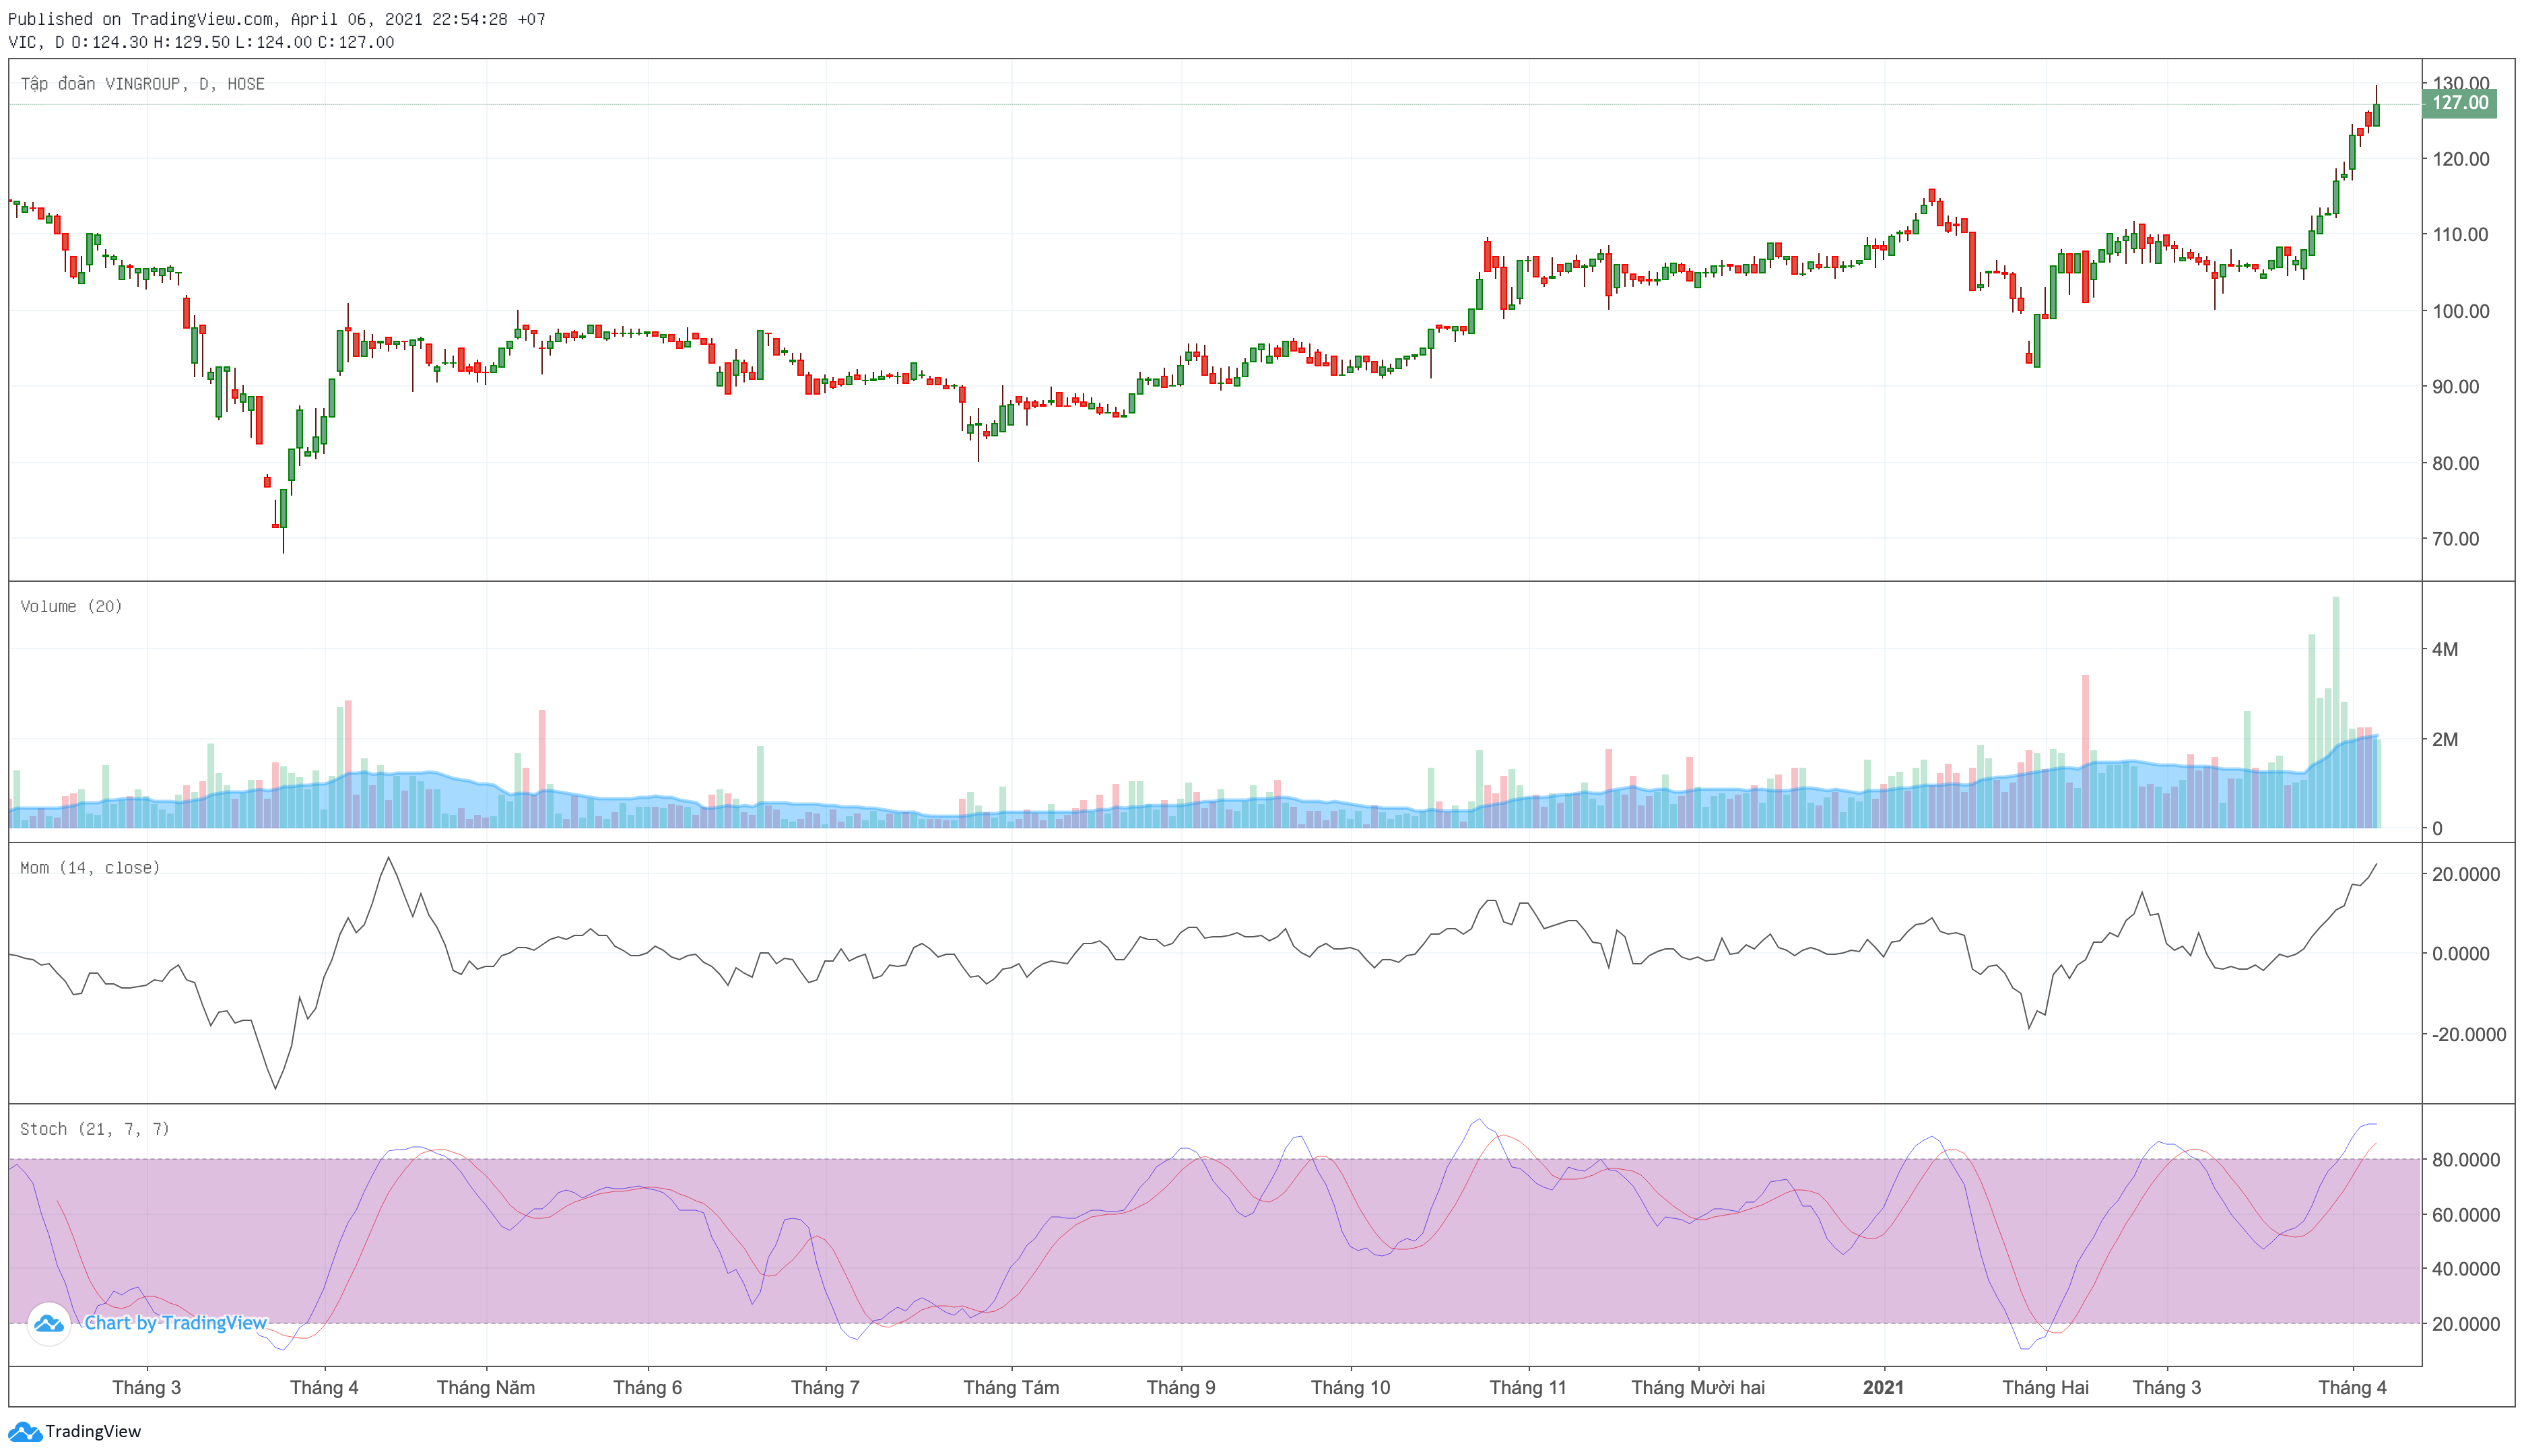 Published on TradingView.com, April 06, 2021 22:54:28 +07
VIC, D O:124.30 H:129.50 L:124.00 C:127.00
Tập đoàn VINGROUP, D, HOSE
130.00
127.00
120.00
110.00
100.00
90.00
80.00
70.00
Volume (20)
4M
2M
0
Mom (14, close)
20.0000
0.0000
-20.0000
Stoch (21, 7, 7)
80.0000
60.0000
40.0000
20.0000
Chart by TradingView
Tháng 3 Tháng 4 Tháng Năm Tháng 6 Tháng 7 Tháng Tám Tháng 9 Tháng 10 Tháng 11 Tháng Mười hai 2021 Tháng Hai Tháng 3 Tháng 4
TradingView